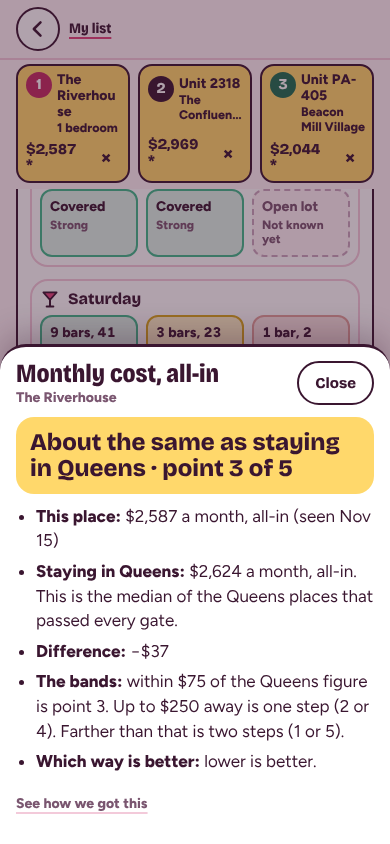 My list
1
The
Riverhou
se
1 bedroom
$2,587
*
×
2
Unit 2318
The
Confluen...
$2,969
*
×
3
Unit PA-
405
Beacon
Mill Village
$2,044
*
×
Covered
Strong
Covered
Strong
Open lot
Not known
yet
Saturday
9 bars, 41
3 bars, 23
1 bar, 2
Monthly cost, all-in
The Riverhouse
Close
About the same as staying
in Queens · point 3 of 5
• This place: $2,587 a month, all-in (seen Nov
15)
• Staying in Queens: $2,624 a month, all-in.
This is the median of the Queens places that
passed every gate.
• Difference: −$37
• The bands: within $75 of the Queens figure
is point 3. Up to $250 away is one step (2 or
4). Farther than that is two steps (1 or 5).
• Which way is better: lower is better.
See how we got this